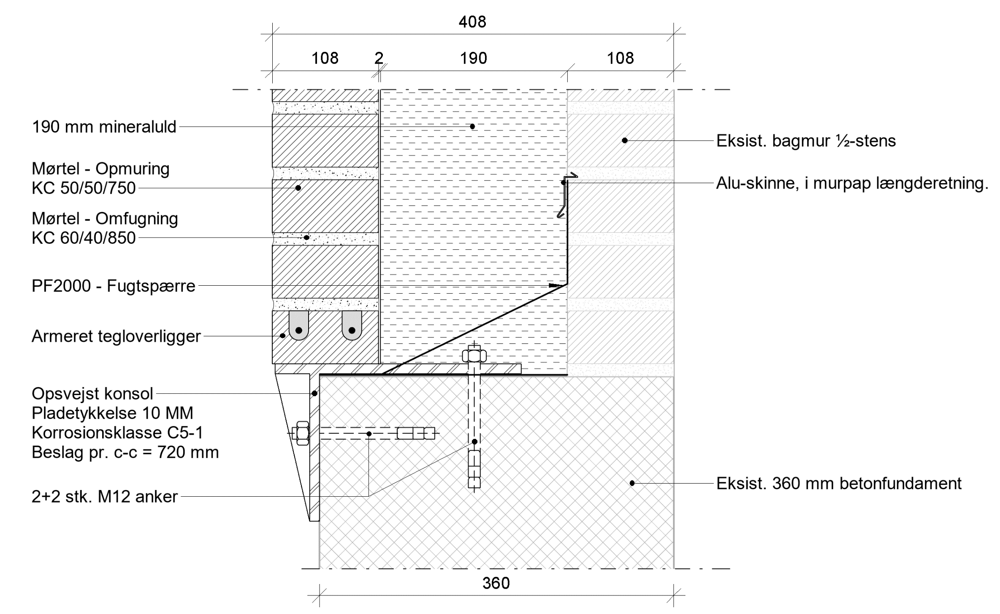 408
108 2 190 108
190 mm mineraluld
Eksist. bagmur ½-stens
Mørtel - Opmuring
KC 50/50/750
Alu-skinne, i murpap længderetning.
Mørtel - Omfugning
KC 60/40/850
PF2000 - Fugtspærre
Armeret tegloverligger
Opsvejst konsol
Pladetykkelse 10 MM
Korrosionsklasse C5-1
Beslag pr. c-c = 720 mm
2+2 stk. M12 anker
Eksist. 360 mm betonfundament
360